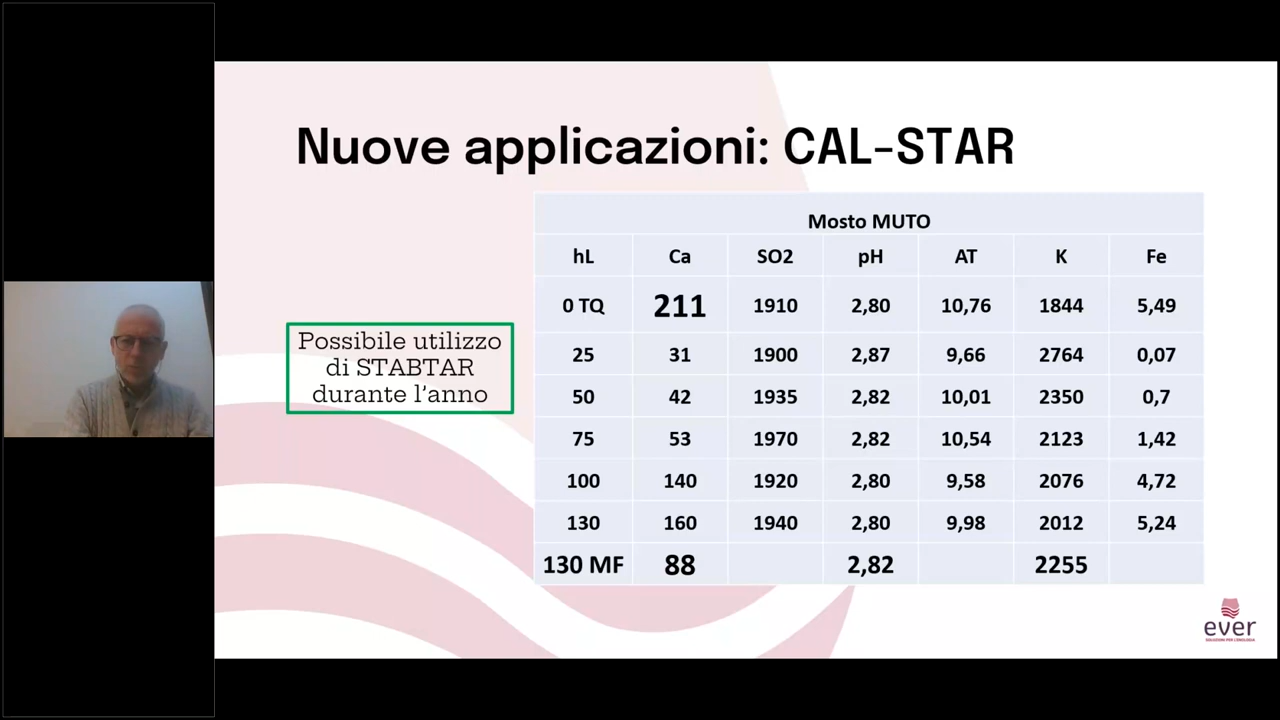 Nuove applicazioni: CAL-STAR
Possibile utilizzo
di STABTAR
durante l'anno
Mosto MUTO
hL Ca SO2 pH AT K Fe
0 TQ 211 1910 2,80 10,76 1844 5,49
25 31 1900 2,87 9,66 2764 0,07
50 42 1935 2,82 10,01 2350 0,7
75 53 1970 2,82 10,54 2123 1,42
100 140 1920 2,80 9,58 2076 4,72
130 160 1940 2,80 9,98 2012 5,24
130 MF 88 2,82 2255
ever
SOLUZIONI PER L'ENOLOGIA